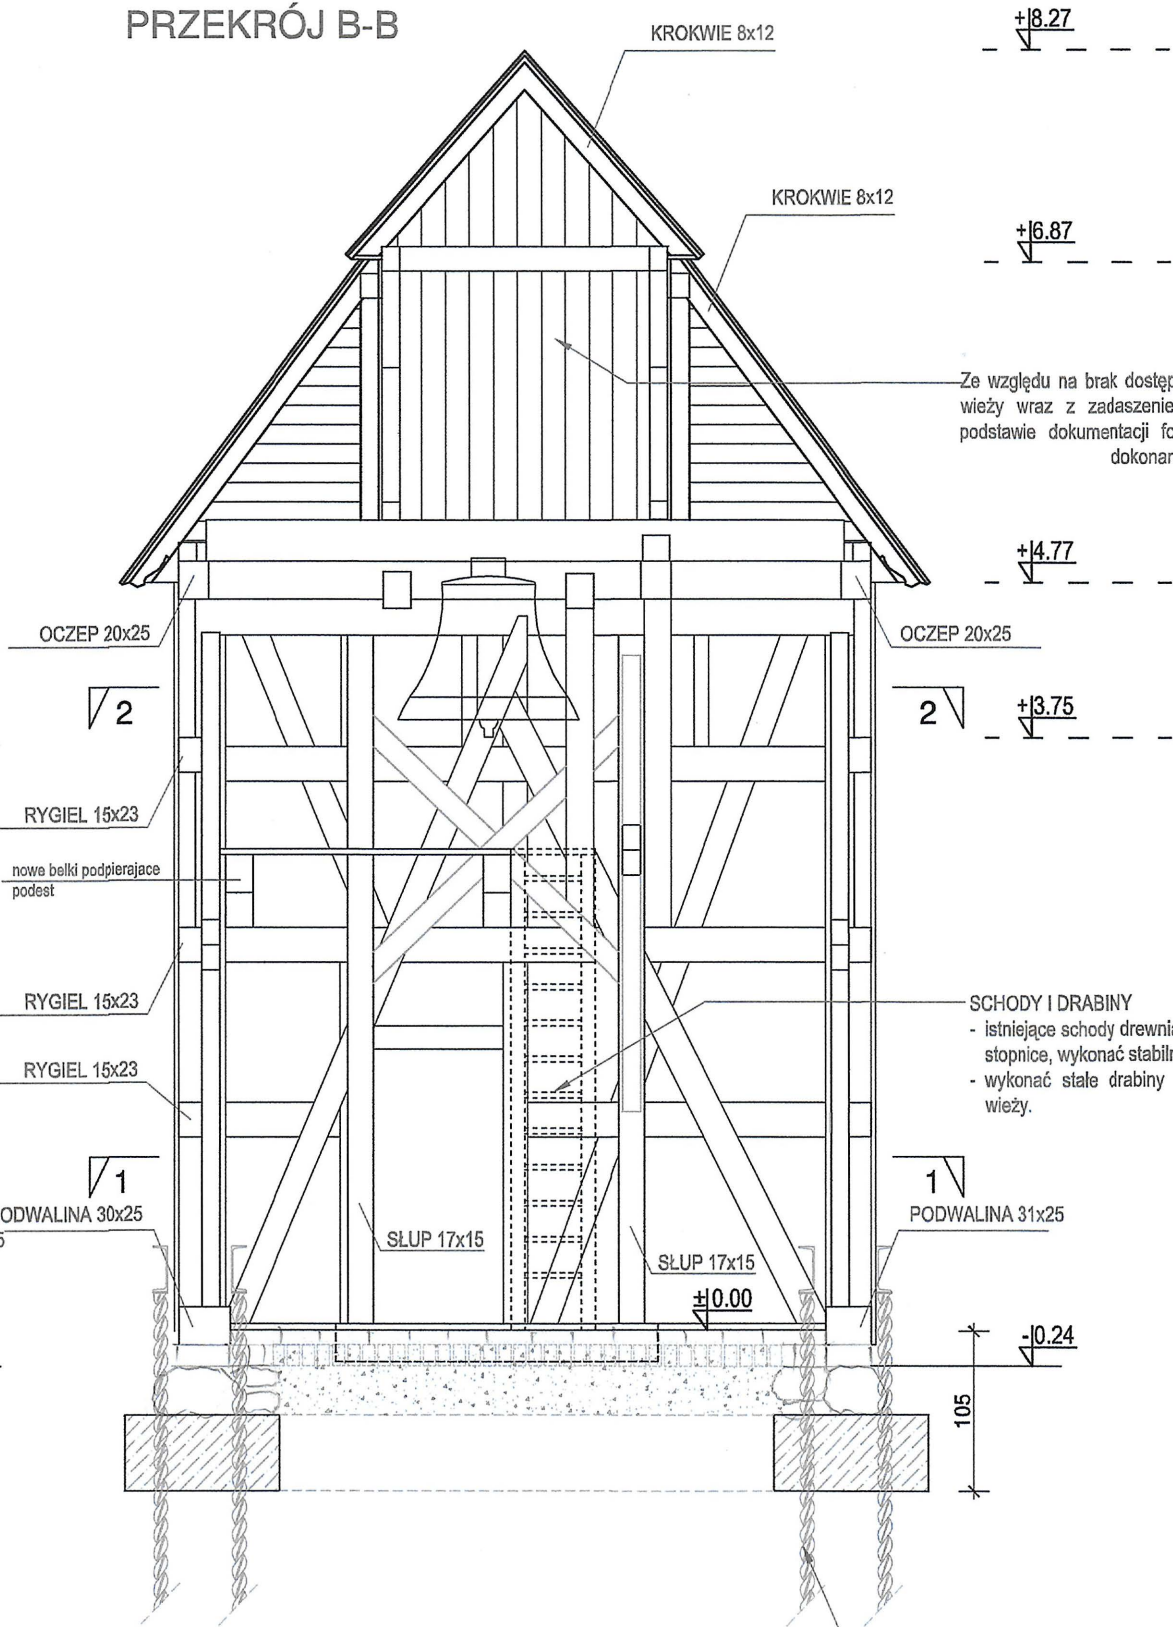 PRZEKRÓJ B-B
KROKWIE 8x12
+8.27
KROKWIE 8x12
+6.87
Ze względu na brak dostęp
wieży wraz z zadaszenie
podstawie dokumentacji fo
dokonar
+4.77
OCZEP 20x25
OCZEP 20x25
2
2
+3.75
RYGIEL 15x23
nowe belki podpierajace
podest
RYGIEL 15x23
SCHODY I DRABINY
- istniejące schody drewnia
stopnice, wykonać stabiln
- wykonać stałe drabiny
wieży.
RYGIEL 15x23
1
1
ODWALINA 30x25
PODWALINA 31x25
5
SŁUP 17x15
SŁUP 17x15
±0.00
-0.24
105